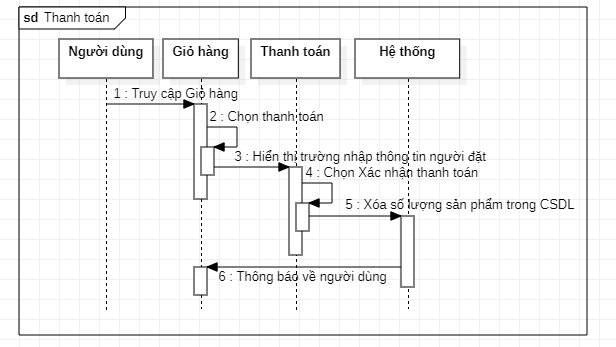 sd Thanh toán
Người dùng
Giỏ hàng
Thanh toán
Hệ thống
1 : Truy cập Giỏ hàng
2 : Chọn thanh toán
3 : Hiển thị trường nhập thông tin người đặt
4 : Chọn Xác nhận thanh toán
5 : Xóa số lượng sản phẩm trong CSDL
6 : Thông báo về người dùng